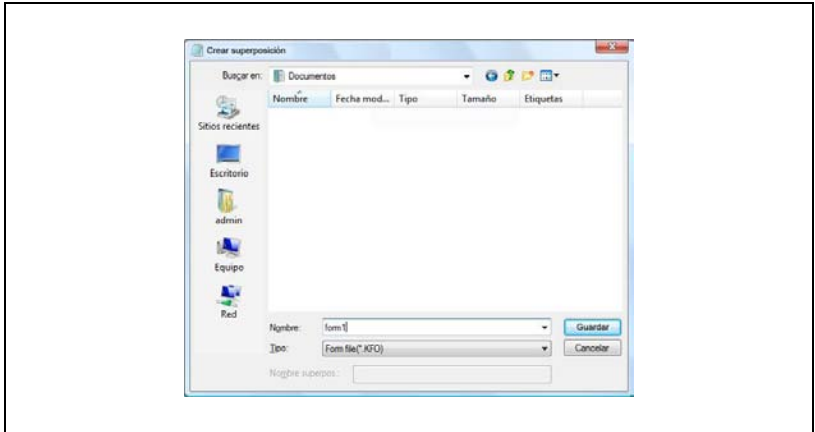 Crear superposición
Buscar en: Documentos
Nombre Fecha mod... Tipo Tamaño Etiquetas
Sitios recientes
Escritorio
admin
Equipo
Red
Nombre: form1 Guardar
Tipo: Form file(*.KFO) Cancelar
Nombre superpos.: